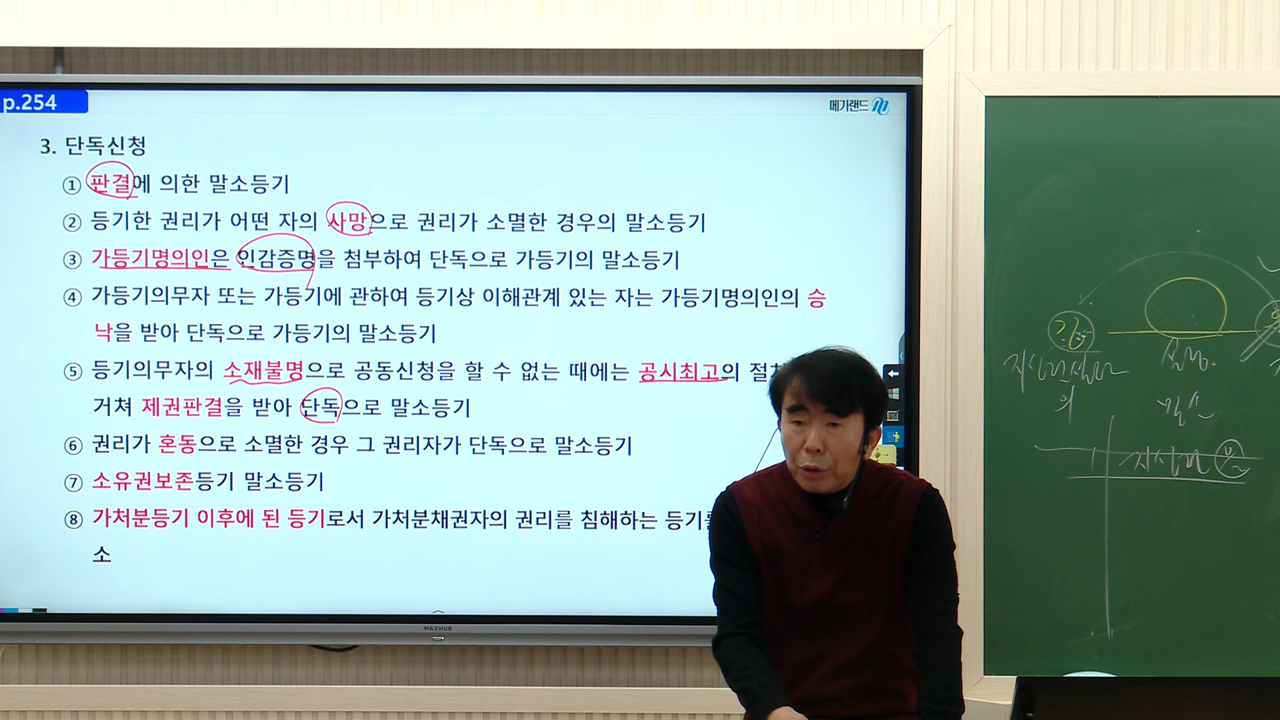 p.254
메가랜드
3. 단독신청
① 판결에 의한 말소등기
② 등기한 권리가 어떤 자의 사망으로 권리가 소멸한 경우의 말소등기
③ 가등기명의인은 인감증명을 첨부하여 단독으로 가등기의 말소등기
④ 가등기의무자 또는 가등기에 관하여 등기상 이해관계 있는 자는 가등기명의인의 승
낙을 받아 단독으로 가등기의 말소등기
⑤ 등기의무자의 소재불명으로 공동신청을 할 수 없는 때에는 공시최고의 절
거쳐 제권판결을 받아 단독으로 말소등기
⑥ 권리가 혼동으로 소멸한 경우 그 권리자가 단독으로 말소등기
⑦ 소유권보존등기 말소등기
⑧ 가처분등기 이후에 된 등기로서 가처분채권자의 권리를 침해하는 등기
소
MAXHUB